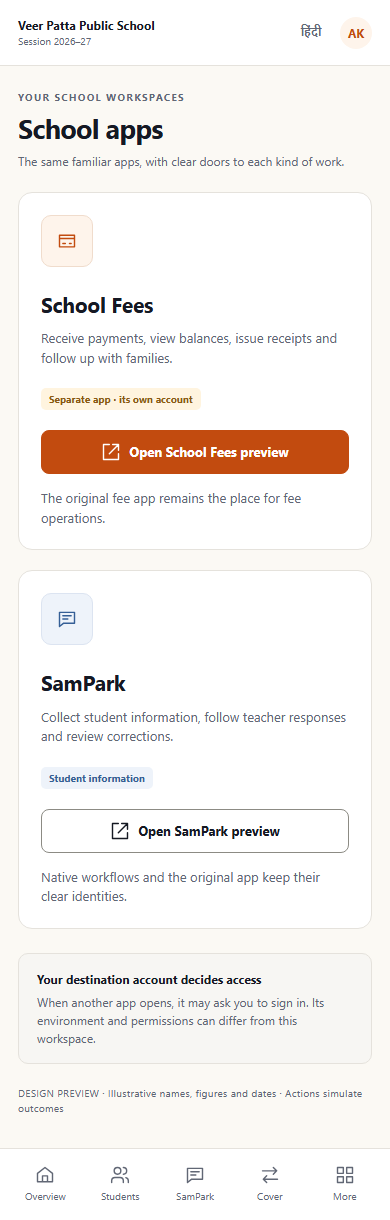 Veer Patta Public School
Session 2026–27
हिंदी
AK
YOUR SCHOOL WORKSPACES
School apps
The same familiar apps, with clear doors to each kind of work.
School Fees
Receive payments, view balances, issue receipts and
follow up with families.
Separate app · its own account
Open School Fees preview
The original fee app remains the place for fee
operations.
SamPark
Collect student information, follow teacher responses
and review corrections.
Student information
Open SamPark preview
Native workflows and the original app keep their
clear identities.
Your destination account decides access
When another app opens, it may ask you to sign in. Its
environment and permissions can differ from this
workspace.
DESIGN PREVIEW · Illustrative names, figures and dates · Actions simulate
outcomes
Overview
Students
SamPark
Cover
More